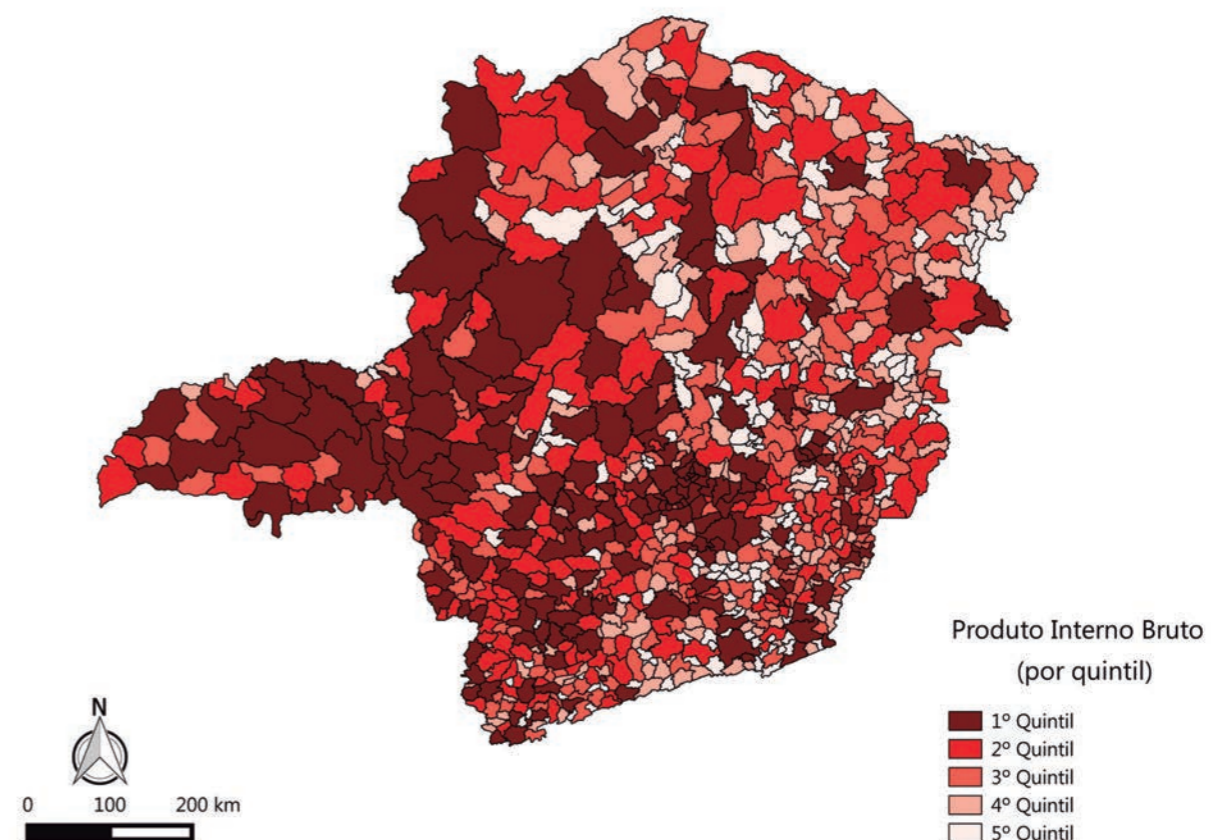 Produto Interno Bruto
(por quintil)
1º Quintil
2º Quintil
3º Quintil
4º Quintil
5º Quintil
N
0 100 200 km